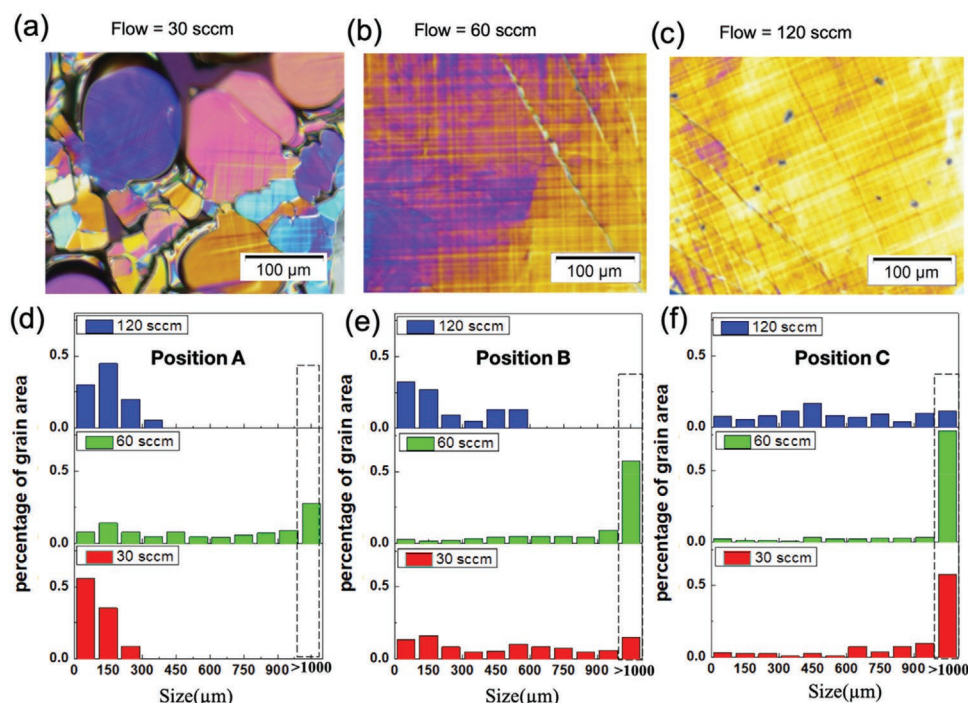 (a) Flow = 30 sccm
(b) Flow = 60 sccm
(c) Flow = 120 sccm
100 µm
100 µm
100 µm
(d)
percentage of grain area
120 sccm
Position A
60 sccm
30 sccm
0.5
0.0
0.5
0.0
0.5
0.0
0 150 300 450 600 750 900 >1000
Size(µm)
(e)
percentage of grain area
120 sccm
Position B
60 sccm
30 sccm
0.5
0.0
0.5
0.0
0.5
0.0
0 150 300 450 600 750 900 >1000
Size(µm)
(f)
percentage of grain area
120 sccm
Position C
60 sccm
30 sccm
0.5
0.0
0.5
0.0
0.5
0.0
0 150 300 450 600 750 900 >1000
Size(µm)